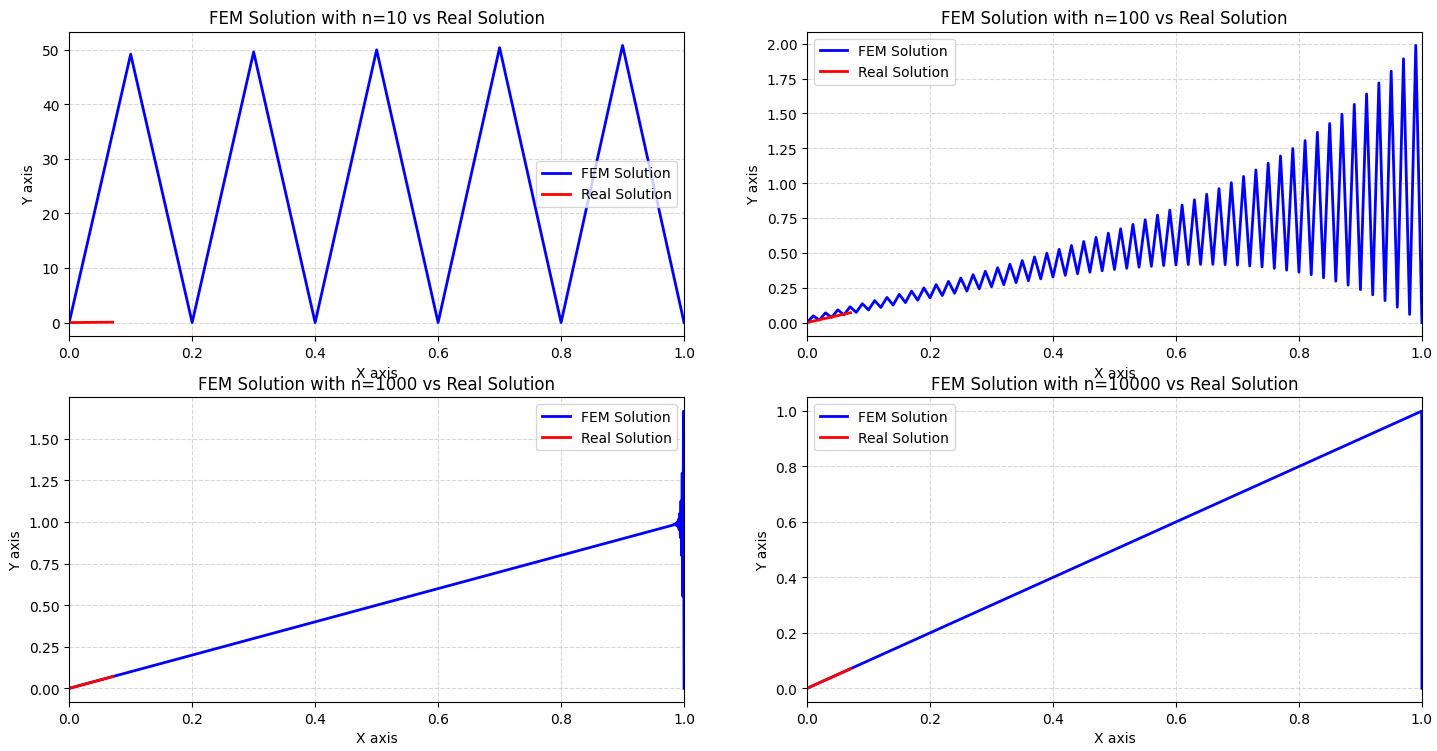 FEM Solution with n=10 vs Real Solution
Y axis
50
40
30
20
10
0
FEM Solution
Real Solution
0.0 0.2 0.4 0.6 0.8 1.0
X axis
FEM Solution with n=100 vs Real Solution
Y axis
2.00
1.75
1.50
1.25
1.00
0.75
0.50
0.25
0.00
FEM Solution
Real Solution
0.0 0.2 0.4 0.6 0.8 1.0
X axis
FEM Solution with n=1000 vs Real Solution
Y axis
1.50
1.25
1.00
0.75
0.50
0.25
0.00
FEM Solution
Real Solution
0.0 0.2 0.4 0.6 0.8 1.0
X axis
FEM Solution with n=10000 vs Real Solution
Y axis
1.0
0.8
0.6
0.4
0.2
0.0
FEM Solution
Real Solution
0.0 0.2 0.4 0.6 0.8 1.0
X axis